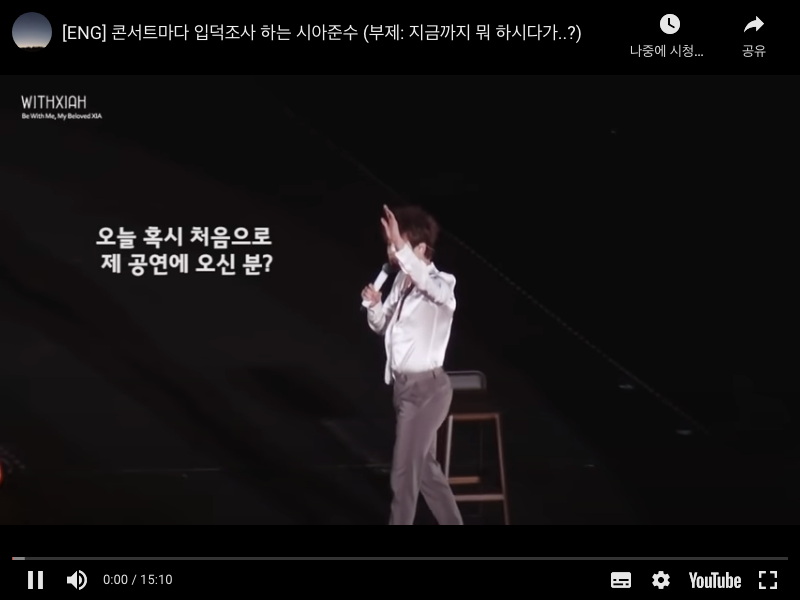 [ENG] 콘서트마다 입덕조사 하는 시아준수 (부제: 지금까지 뭐 하시다가..?)
나중에 시청...
공유
WITHXIAH
Be With Me, My Beloved XIA
오늘 혹시 처음으로
제 공연에 오신 분?
0:00 / 15:10
YouTube